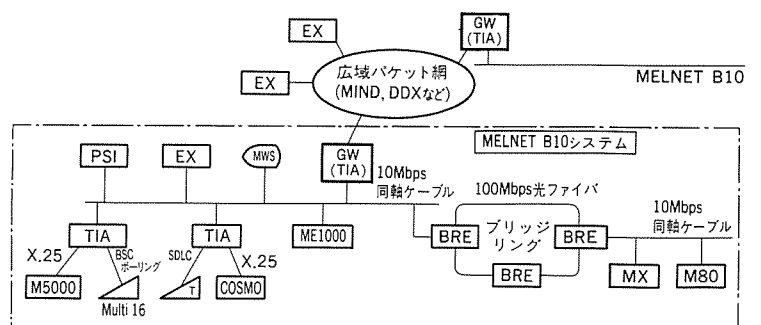 GW
(TIA)
EX
EX
広域パケット網
(MIND, DDXなど)
MELNET B10
MELNET B10システム
PSI
EX
MWS
GW
(TIA)
10Mbps
同軸ケーブル
100Mbps光ファイバ
10Mbps
同軸ケーブル
TIA
TIA
ME1000
BRE
ブリッジ
リング
BRE
BRE
MX
M80
X.25
BSC
ポーリング
SDLC
X.25
M5000
Multi 16
T
COSMO